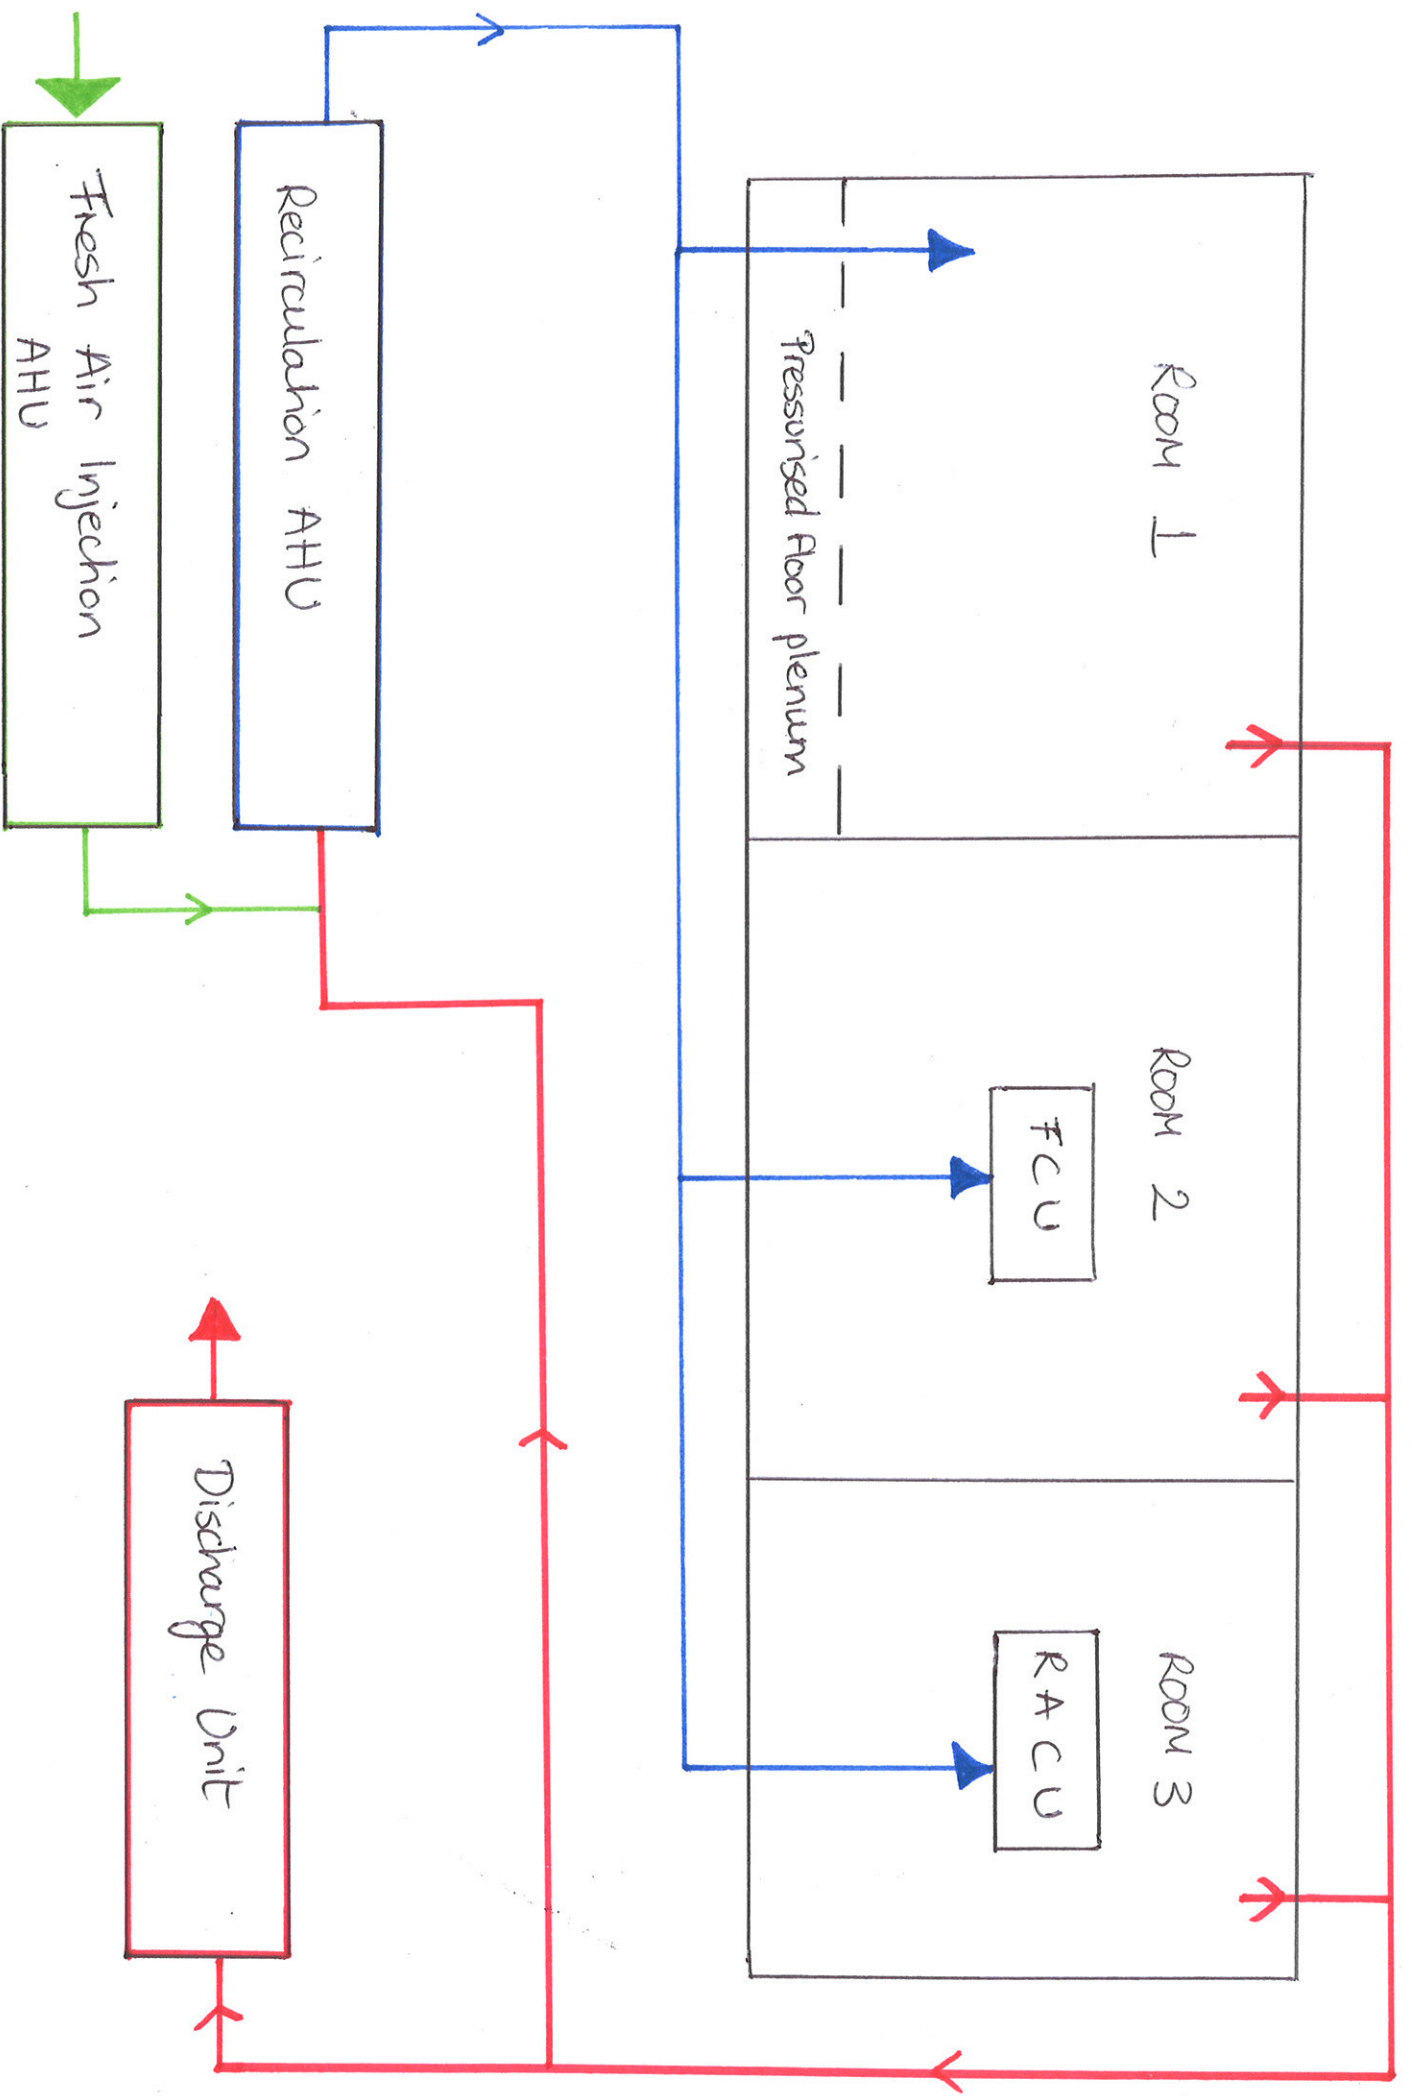 ROOM 1
ROOM 2
ROOM 3
FCU
RACU
Pressurised floor plenum
Recirculation AHU
Fresh Air Injection
AHU
Discharge Unit